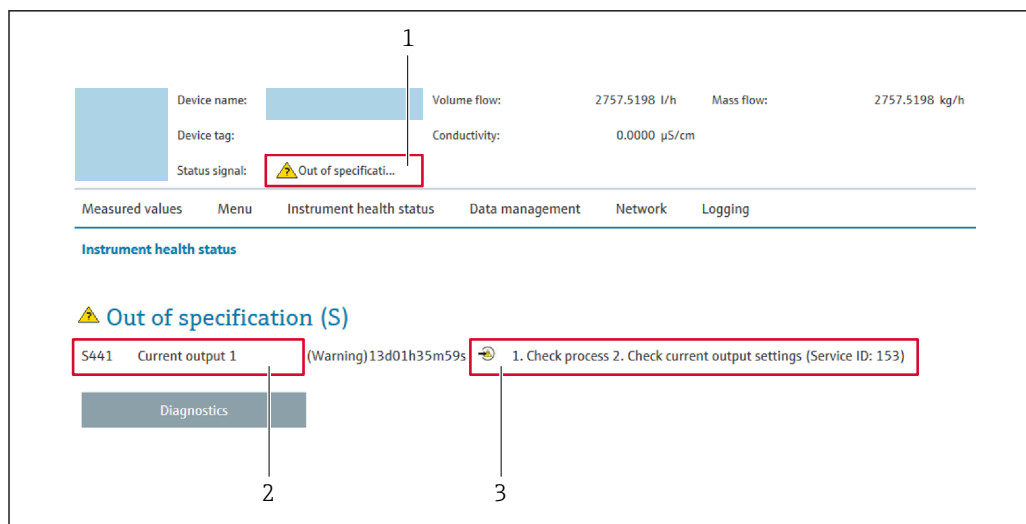 1
Device name: Volume flow: 2757.5198 l/h Mass flow: 2757.5198 kg/h
Device tag: Conductivity: 0.0000 µS/cm
Status signal: Out of specificati...
Measured values Menu Instrument health status Data management Network Logging
Instrument health status
Out of specification (S)
S441 Current output 1 (Warning)13d01h35m59s 1. Check process 2. Check current output settings (Service ID: 153)
Diagnostics
2 3